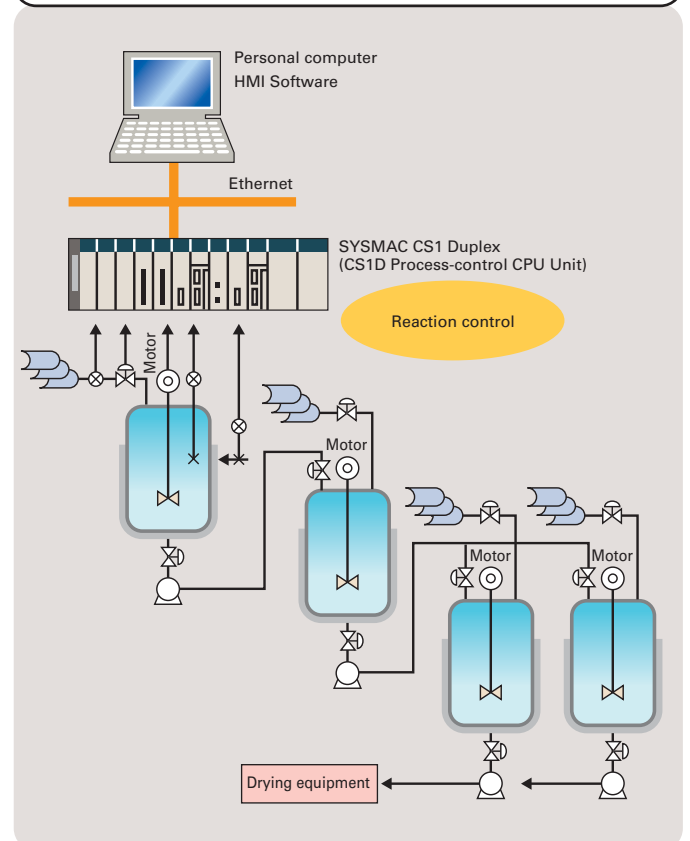 Personal computer
HMI Software
Ethernet
SYSMAC CS1 Duplex
(CS1D Process-control CPU Unit)
Reaction control
Motor
Motor
Motor
Motor
Drying equipment